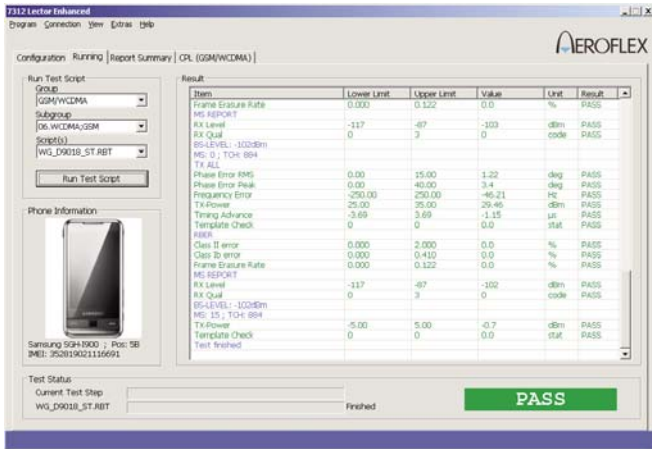 7312 Lector Enhanced
Program Connection View Extras Help
AEROFLEX
Configuration Running Report Summary CPL (GSM/WCDMA)
Run Test Script
Group
GSM/WCDMA
Subgroup
06.WCDMA;GSM
Script(s)
WG_D9018_ST.RBT
Run Test Script
Phone Information
SAMSUNG
Samsung SGH-I900 ; Pos: 5B
IMEI: 352819021116691
Result
Item Lower Limit Upper Limit Value Unit Result
Frame Erasure Rate 0.000 0.122 0.0 % PASS
MS REPORT
RX Level -117 -87 -103 dBm PASS
RX Qual 0 3 0 code PASS
BS-LEVEL: -102dBm
MS: 0 ; TCH: 884
TX ALL
Phase Error RMS 0.00 15.00 1.22 deg PASS
Phase Error Peak 0.00 40.00 3.4 deg PASS
Frequency Error -250.00 250.00 -46.21 Hz PASS
TX-Power 25.00 35.00 29.46 dBm PASS
Timing Advance -3.69 3.69 -1.15 µs PASS
Template Check 0 0 0.0 stat PASS
RBER
Class II error 0.000 2.000 0.0 % PASS
Class Ib error 0.000 0.410 0.0 % PASS
Frame Erasure Rate 0.000 0.122 0.0 % PASS
MS REPORT
RX Level -117 -87 -102 dBm PASS
RX Qual 0 3 0 code PASS
BS-LEVEL: -102dBm
MS: 15 ; TCH: 884
TX-Power -5.00 5.00 -0.7 dBm PASS
Template Check 0 0 0.0 stat PASS
Test finished
Test Status
Current Test Step
WG_D9018_ST.RBT Finished
PASS